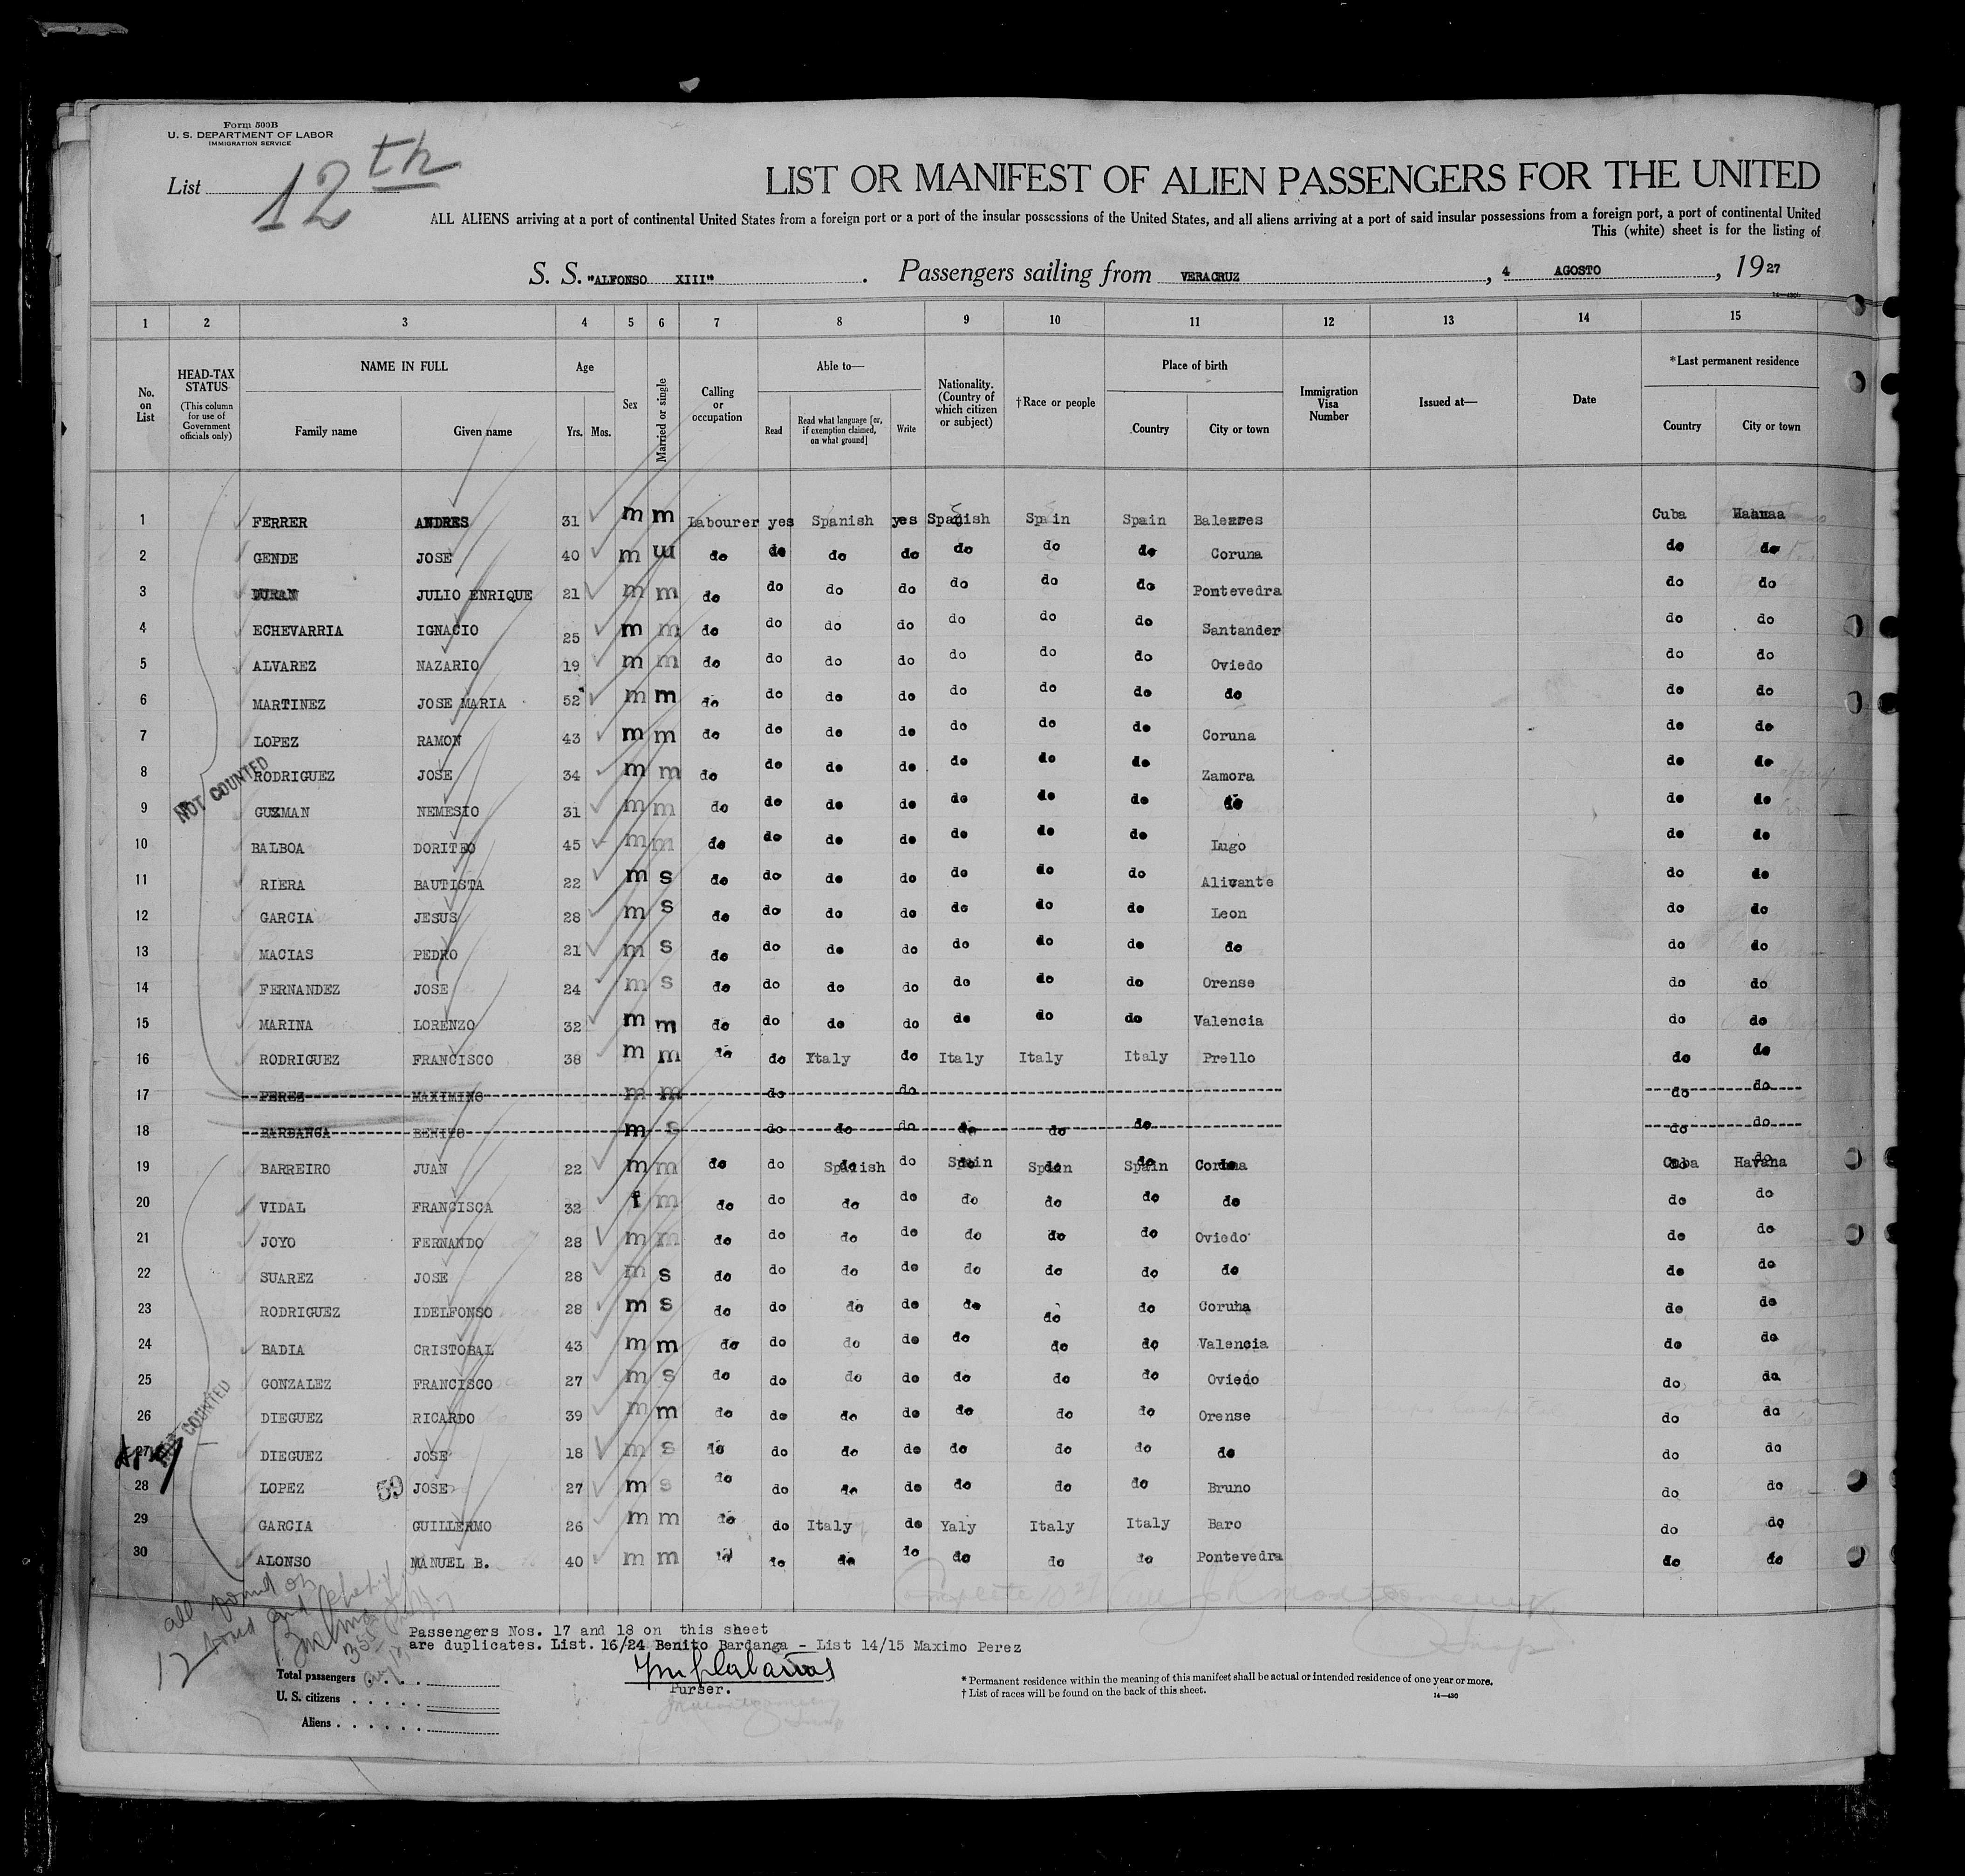 Form 500B
U. S. DEPARTMENT OF LABOR
IMMIGRATION SERVICE
List 12th
LIST OR MANIFEST OF ALIEN PASSENGERS FOR THE UNITED
ALL ALIENS arriving at a port of continental United States from a foreign port or a port of the insular possessions of the United States, and all aliens arriving at a port of said insular possessions from a foreign port, a port of continental United
This (white) sheet is for the listing of
S. S. "ALFONSO XIII". Passengers sailing from VERACRUZ, 4 AGOSTO, 1927
1 2 3 4 5 6 7 8 9 10 11 12 13 14 15
No. on List
HEAD-TAX STATUS (This column for use of Government officials only)
NAME IN FULL
Family name Given name
Age
Yrs. Mos.
Sex
Married or single
Calling or occupation
Able to—
Read
Read what language [or, if exemption claimed, on what ground]
Write
Nationality. (Country of which citizen or subject)
†Race or people
Place of birth
Country City or town
Immigration Visa Number
Issued at—
Date
*Last permanent residence
Country City or town
1 FERRER ANDRES 31 m m Labourer yes Spanish yes Spanish Spain Spain Baleares Cuba
2 GENDE JOSE 40 m do do do do do do do Coruna do do
3 DURAN JULIO ENRIQUE 21 m m do do do do do do do Pontevedra do do
4 ECHEVARRIA IGNACIO 25 m m do do do do do do do Santander do do
5 ALVAREZ NAZARIO 19 m m do do do do do do do Oviedo do do
6 MARTINEZ JOSE MARIA 52 m m do do do do do do do do do do
7 LOPEZ RAMON 43 m m do do do do do do do Coruna do do
8 RODRIGUEZ JOSE 34 m m do do do do do do do Zamora do do
9 GUZMAN NEMESIO 31 m m do do do do do do do do do do
10 BALBOA DORITEO 45 m m do do do do do do do Lugo do do
11 RIERA BAUTISTA 22 m s do do do do do do do Alivante do do
12 GARCIA JESUS 28 m s do do do do do do do Leon do do
13 MACIAS PEDRO 21 m s do do do do do do do do do do
14 FERNANDEZ JOSE 24 m s do do do do do do do Orense do do
15 MARINA LORENZO 32 m m do do do do do do do Valencia do do
16 RODRIGUEZ FRANCISCO 38 m m do do Italy do Italy Italy Italy Prello do do
17 PEREZ MAXIMINO m m do do do do
18 BARDANGA BENITO m s do do do do do do do do
19 BARREIRO JUAN 22 m m do do Spanish do Spain Spain Spain Coruna Cuba Havana
20 VIDAL FRANCISCA 32 f m do do do do do do do do do do
21 JOYO FERNANDO 28 m m do do do do do do do Oviedo do do
22 SUAREZ JOSE 28 m s do do do do do do do do do do
23 RODRIGUEZ IDELFONSO 28 m s do do do do do do do Coruna do do
24 BADIA CRISTOBAL 43 m m do do do do do do do Valencia do do
25 GONZALEZ FRANCISCO 27 m s do do do do do do do Oviedo do do
26 DIEGUEZ RICARDO 39 m m do do do do do do do Orense do do
27 DIEGUEZ JOSE 18 m s do do do do do do do do do do
28 LOPEZ 59 JOSE 27 m s do do do do do do do Bruno do do
29 GARCIA GUILLERMO 26 m m do do Italy do Yaly Italy Italy Baro do do
30 ALONSO MANUEL B. 40 m m do do do do do do do Pontevedra do do
NOT COUNTED
NOT COUNTED
all found on
Passengers Nos. 17 and 18 on this sheet
are duplicates. List. 16/24 Benito Bardanga - List 14/15 Maximo Perez
Purser.
Total passengers
U. S. citizens
Aliens
* Permanent residence within the meaning of this manifest shall be actual or intended residence of one year or more.
† List of races will be found on the back of this sheet.
14—430